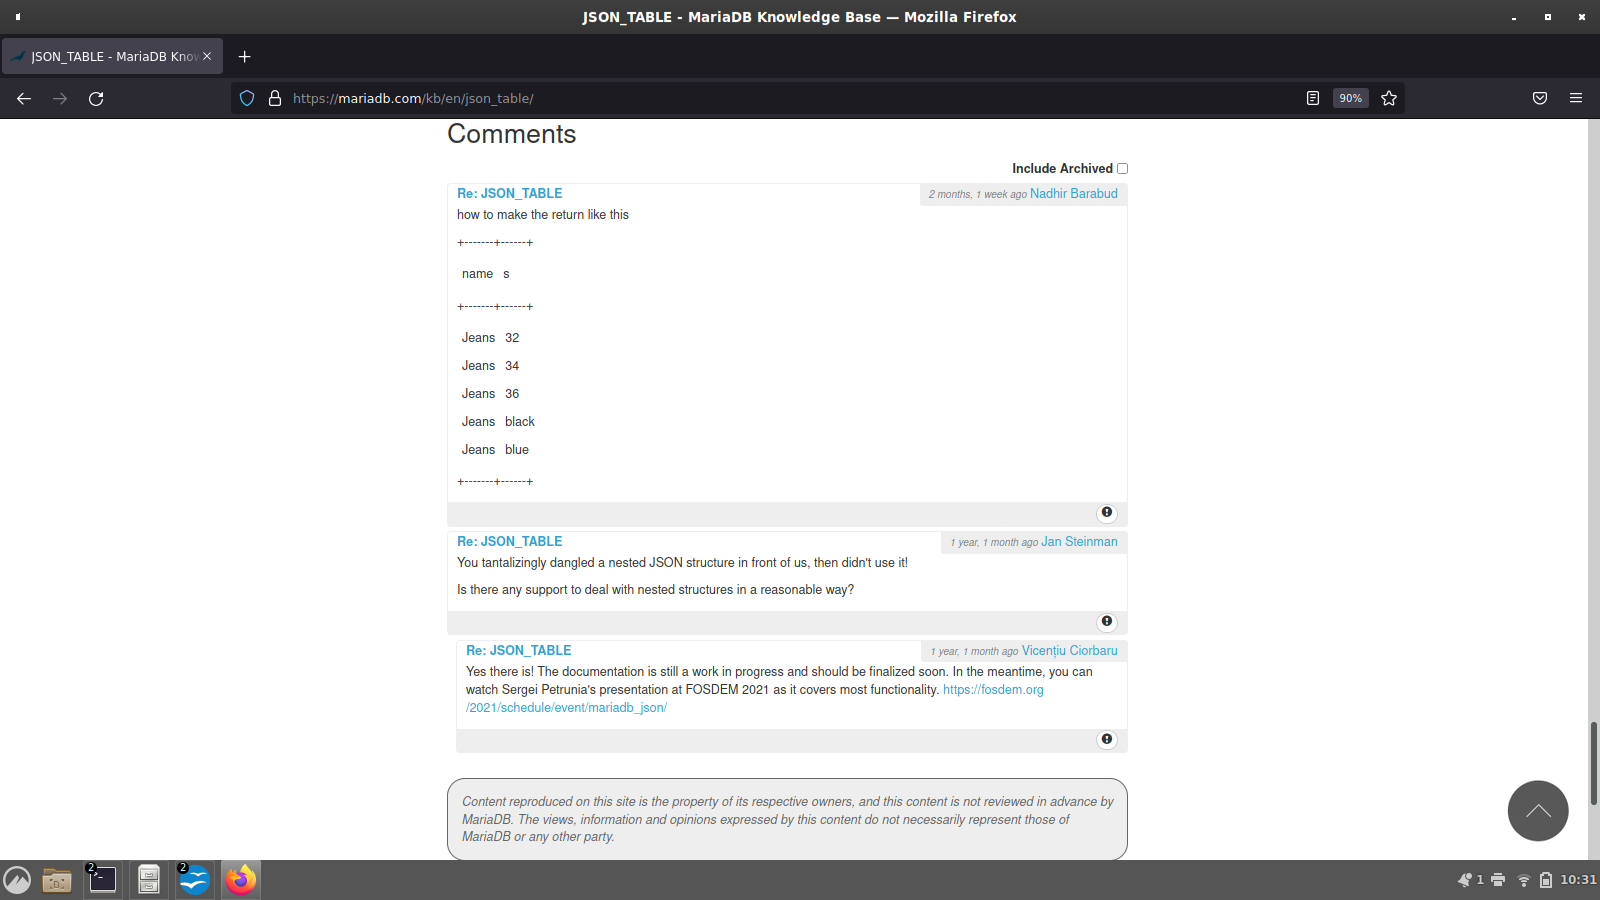 JSON_TABLE - MariaDB Knowledge Base — Mozilla Firefox
JSON_TABLE - MariaDB Know
https://mariadb.com/kb/en/json_table/
90%
Comments
Include Archived
Re: JSON_TABLE
2 months, 1 week ago Nadhir Barabud
how to make the return like this
+-------+------+
name s
+-------+------+
Jeans 32
Jeans 34
Jeans 36
Jeans black
Jeans blue
+-------+------+
Re: JSON_TABLE
1 year, 1 month ago Jan Steinman
You tantalizingly dangled a nested JSON structure in front of us, then didn't use it!
Is there any support to deal with nested structures in a reasonable way?
Re: JSON_TABLE
1 year, 1 month ago Vicențiu Ciorbaru
Yes there is! The documentation is still a work in progress and should be finalized soon. In the meantime, you can
watch Sergei Petrunia's presentation at FOSDEM 2021 as it covers most functionality. https://fosdem.org
/2021/schedule/event/mariadb_json/
Content reproduced on this site is the property of its respective owners, and this content is not reviewed in advance by
MariaDB. The views, information and opinions expressed by this content do not necessarily represent those of
MariaDB or any other party.
2
2
1
10:31